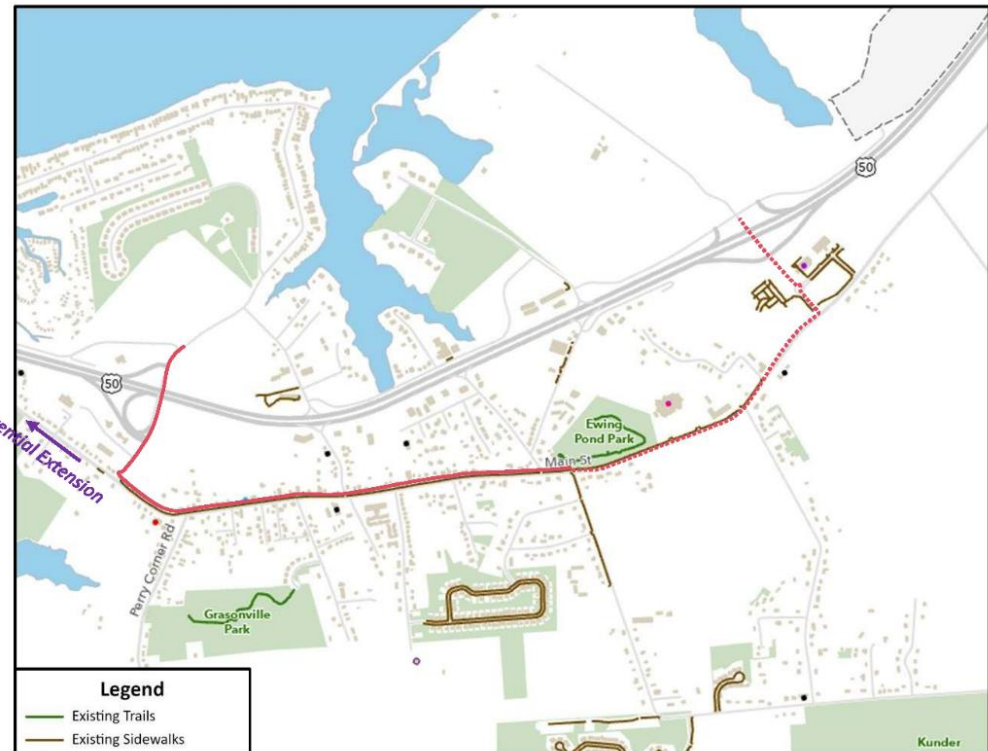 50
50
Ewing
Pond Park
Main St
Extension
Perry Corner Rd
Grasonville
Park
Legend
Existing Trails
Existing Sidewalks
Kunder